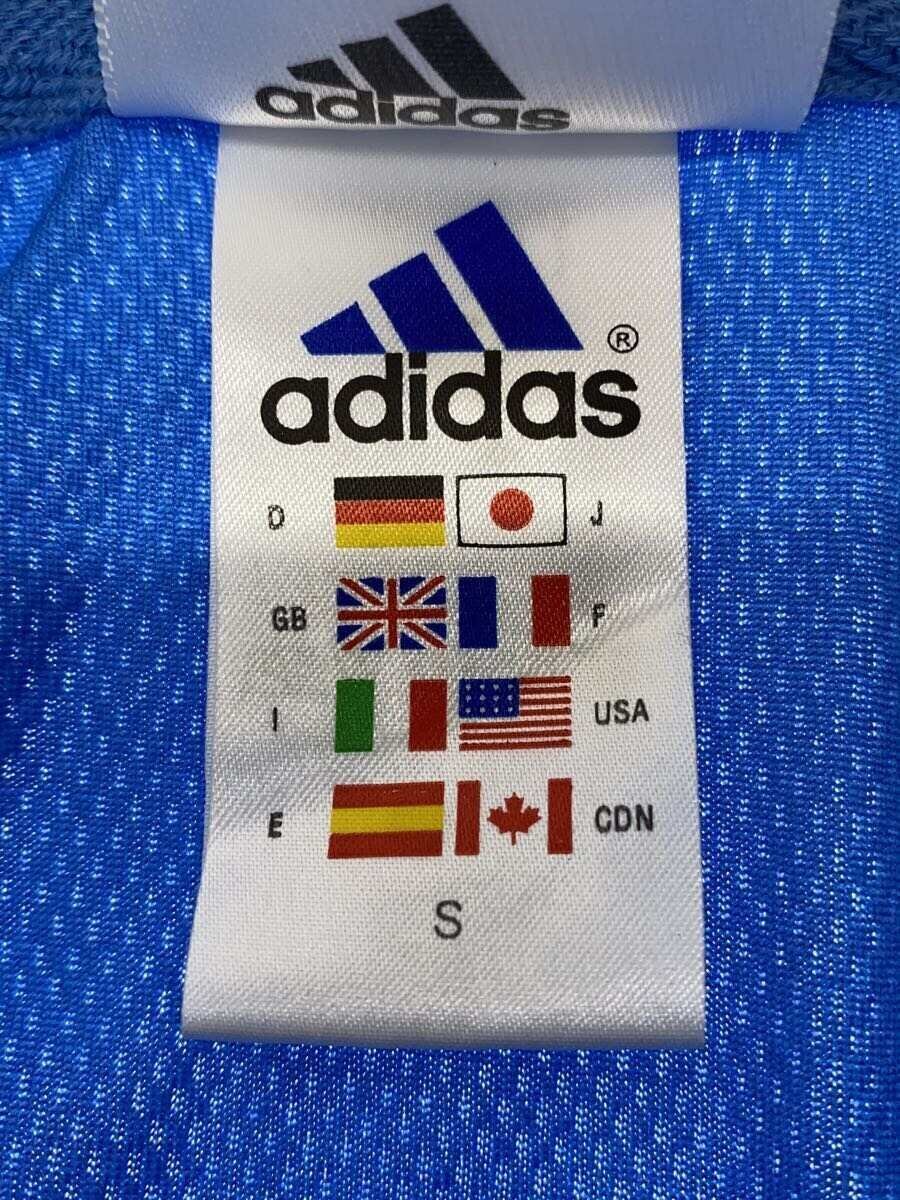 adidas
®
adidas
D J
GB F
I USA
E CDN
S